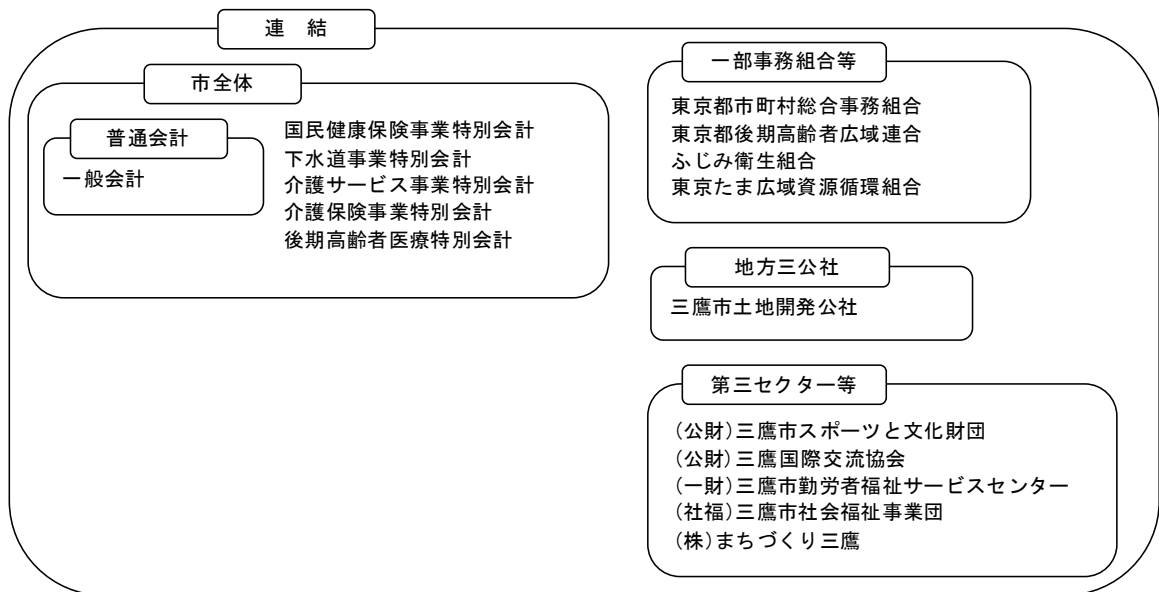 連　結
市全体
普通会計
一般会計
国民健康保険事業特別会計
下水道事業特別会計
介護サービス事業特別会計
介護保険事業特別会計
後期高齢者医療特別会計
一部事務組合等
東京都市町村総合事務組合
東京都後期高齢者広域連合
ふじみ衛生組合
東京たま広域資源循環組合
地方三公社
三鷹市土地開発公社
第三セクター等
(公財)三鷹市スポーツと文化財団
(公財)三鷹国際交流協会
(一財)三鷹市勤労者福祉サービスセンター
(社福)三鷹市社会福祉事業団
(株)まちづくり三鷹